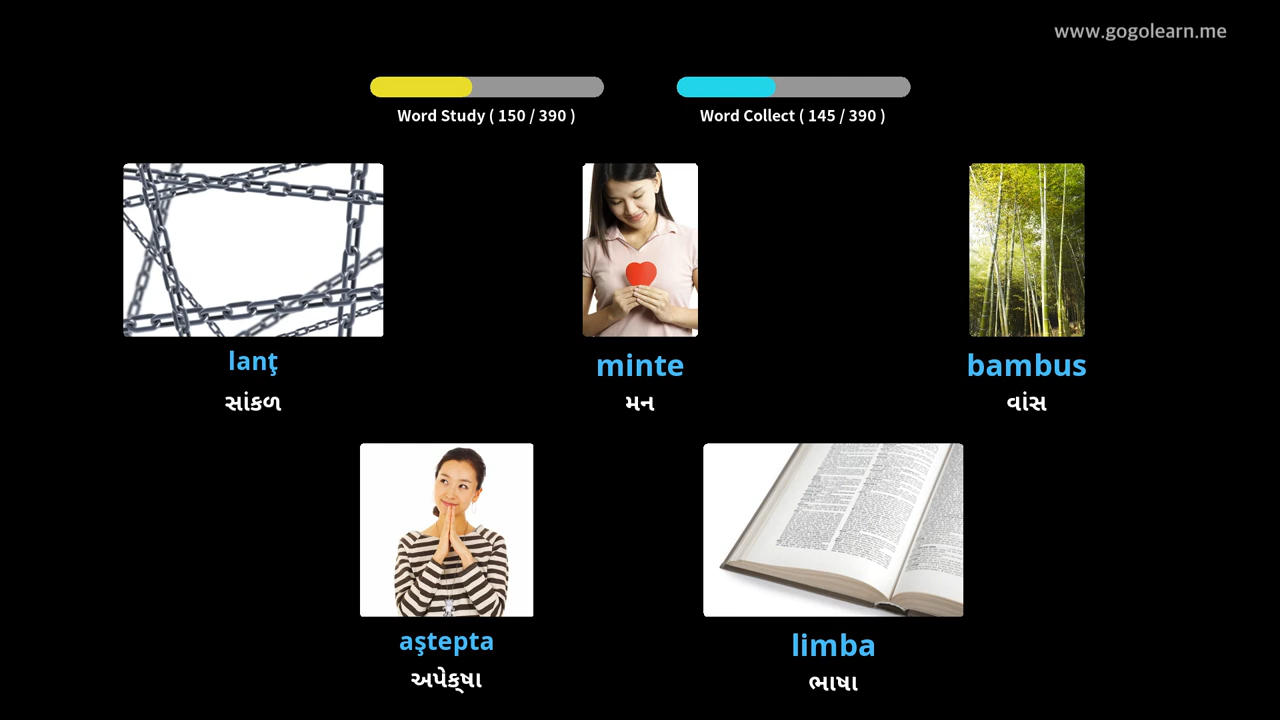 www.gogolearn.me
Word Study ( 150 / 390 )
Word Collect ( 145 / 390 )
lanţ
સાંકળ
minte
મન
bambus
વાંસ
aştepta
અપેક્ષા
limba
ભાષા